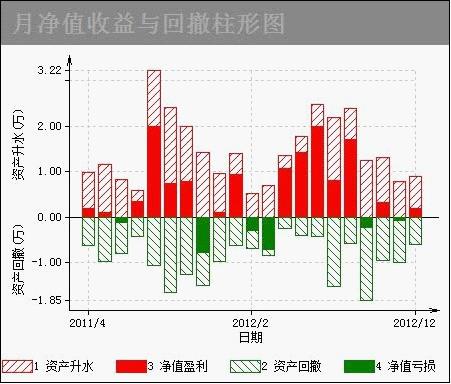 月净值收益与回撤柱形图
资产升水(万)
资产回撤(万)
3.22
2.00
1.00
0.00
-1.00
-1.85
2011/4
2012/2
2012/12
日期
1 资产升水
3 净值盈利
2 资产回撤
4 净值亏损